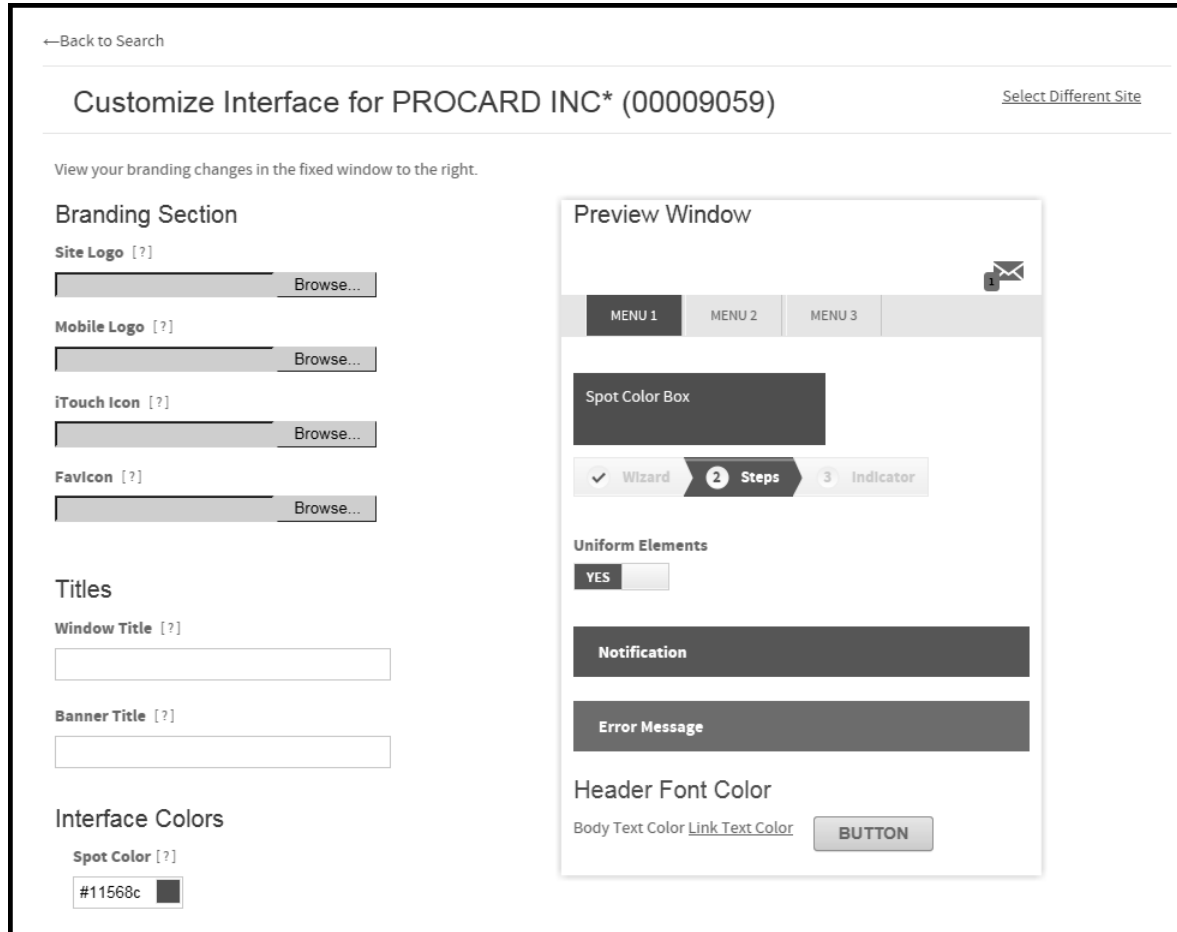 ←Back to Search
Customize Interface for PROCARD INC* (00009059)
Select Different Site
View your branding changes in the fixed window to the right.
Branding Section
Site Logo [?]
Browse...
Mobile Logo [?]
Browse...
iTouch Icon [?]
Browse...
FavIcon [?]
Browse...
Titles
Window Title [?]
Banner Title [?]
Interface Colors
Spot Color [?]
#11568c
Preview Window
1
MENU 1 MENU 2 MENU 3
Spot Color Box
Wizard 2 Steps 3 Indicator
Uniform Elements
YES
Notification
Error Message
Header Font Color
Body Text Color Link Text Color BUTTON